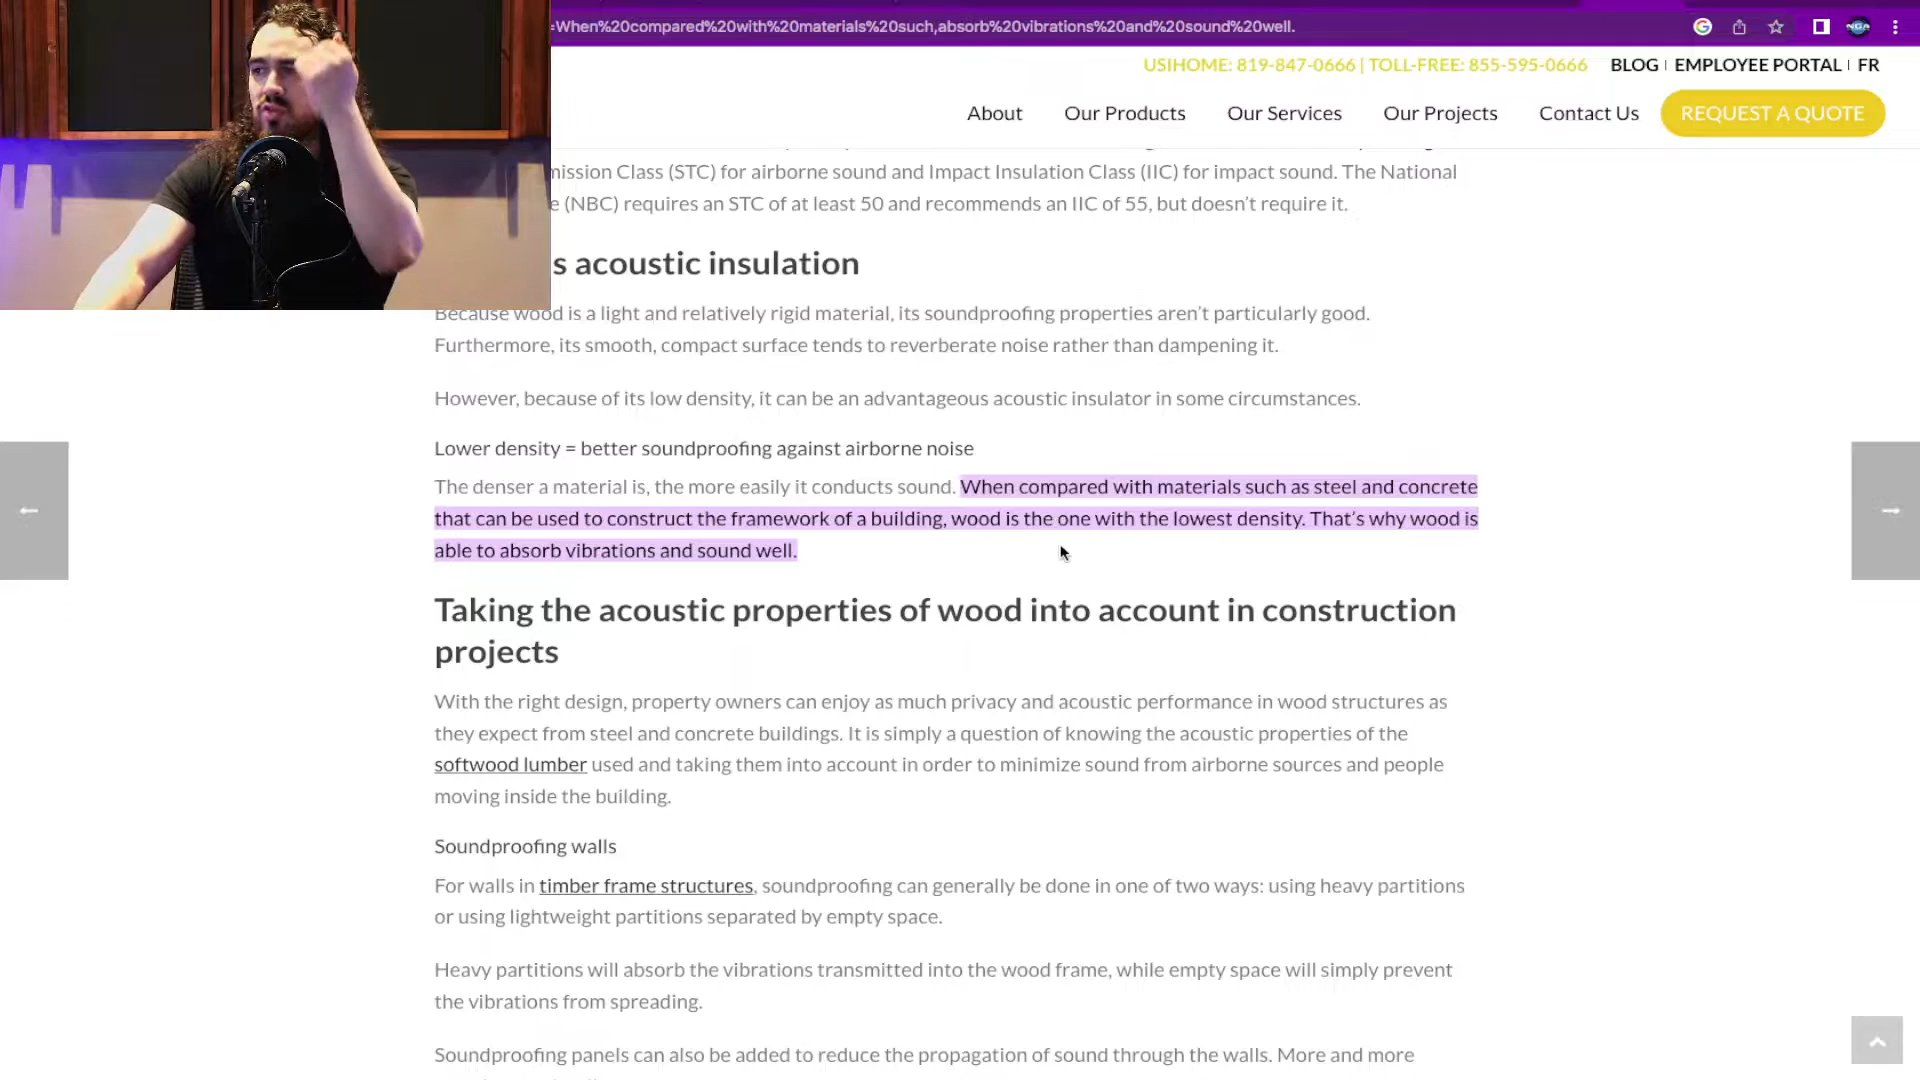 =When%20compared%20with%20materials%20such,absorb%20vibrations%20and%20sound%20well.
USIHOME: 819-847-0666 | TOLL-FREE: 855-595-0666 BLOG | EMPLOYEE PORTAL | FR
About Our Products Our Services Our Projects Contact Us REQUEST A QUOTE
mission Class (STC) for airborne sound and Impact Insulation Class (IIC) for impact sound. The National
e (NBC) requires an STC of at least 50 and recommends an IIC of 55, but doesn't require it.
s acoustic insulation
Because wood is a light and relatively rigid material, its soundproofing properties aren't particularly good.
Furthermore, its smooth, compact surface tends to reverberate noise rather than dampening it.
However, because of its low density, it can be an advantageous acoustic insulator in some circumstances.
Lower density = better soundproofing against airborne noise
The denser a material is, the more easily it conducts sound. When compared with materials such as steel and concrete
that can be used to construct the framework of a building, wood is the one with the lowest density. That's why wood is
able to absorb vibrations and sound well.
Taking the acoustic properties of wood into account in construction
projects
With the right design, property owners can enjoy as much privacy and acoustic performance in wood structures as
they expect from steel and concrete buildings. It is simply a question of knowing the acoustic properties of the
softwood lumber used and taking them into account in order to minimize sound from airborne sources and people
moving inside the building.
Soundproofing walls
For walls in timber frame structures, soundproofing can generally be done in one of two ways: using heavy partitions
or using lightweight partitions separated by empty space.
Heavy partitions will absorb the vibrations transmitted into the wood frame, while empty space will simply prevent
the vibrations from spreading.
Soundproofing panels can also be added to reduce the propagation of sound through the walls. More and more